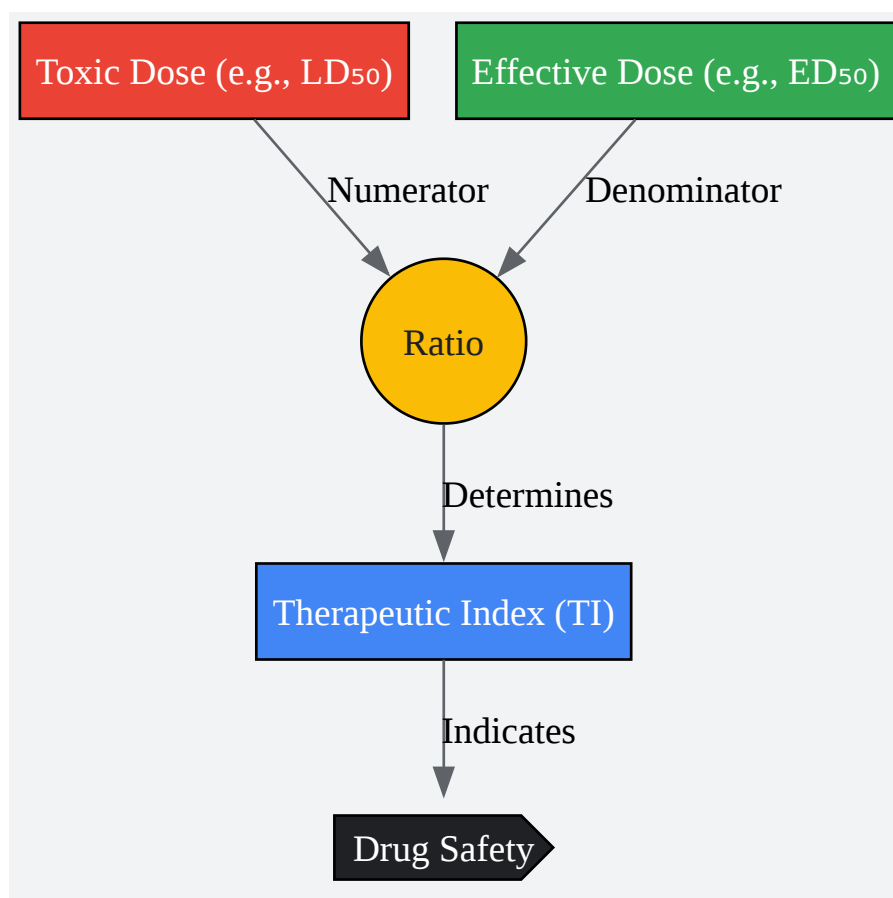 Toxic Dose (e.g., LD₅₀)
Effective Dose (e.g., ED₅₀)
Numerator
Denominator
Ratio
Determines
Therapeutic Index (TI)
Indicates
Drug Safety